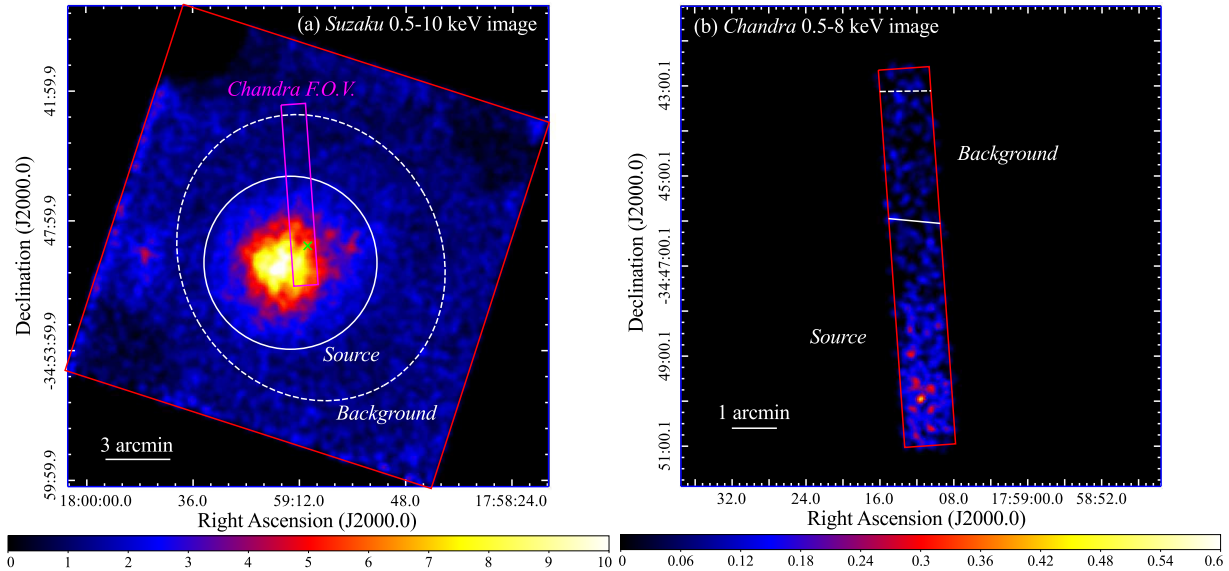 (a) Suzaku 0.5-10 keV image
Chandra F.O.V.
Source
Background
3 arcmin
Declination (J2000.0)
41:59.9
47:59.9
-34:53:59.9
59:59.9
18:00:00.0
36.0
59:12.0
48.0
17:58:24.0
Right Ascension (J2000.0)
0 1 2 3 4 5 6 7 8 9 10
(b) Chandra 0.5-8 keV image
Background
Source
1 arcmin
Declination (J2000.0)
43:00.1
45:00.1
-34:47:00.1
49:00.1
51:00.1
32.0
24.0
16.0
08.0
17:59:00.0
58:52.0
Right Ascension (J2000.0)
0 0.06 0.12 0.18 0.24 0.3 0.36 0.42 0.48 0.54 0.6